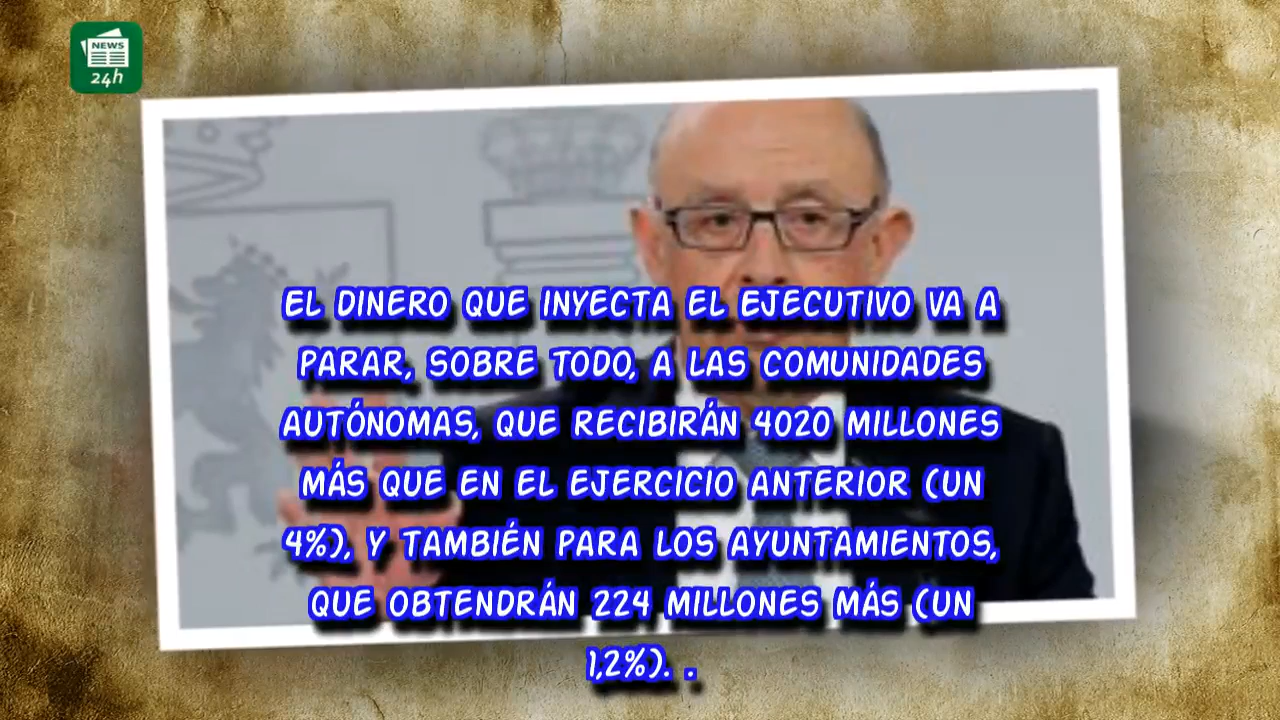 NEWS
24h
EL DINERO QUE INYECTA EL EJECUTIVO VA A
PARAR, SOBRE TODO, A LAS COMUNIDADES
AUTÓNOMAS, QUE RECIBIRÁN 4020 MILLONES
MÁS QUE EN EL EJERCICIO ANTERIOR (UN
4%), Y TAMBIÉN PARA LOS AYUNTAMIENTOS,
QUE OBTENDRÁN 224 MILLONES MÁS (UN
1,2%). .